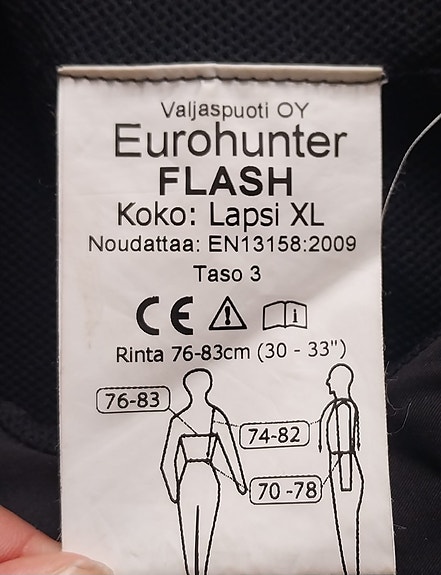 Valjaspuoti OY
Eurohunter
FLASH
Koko: Lapsi XL
Noudattaa: EN13158:2009
Taso 3
CE
i
Rinta 76-83cm (30 - 33")
76-83
74-82
70 -78